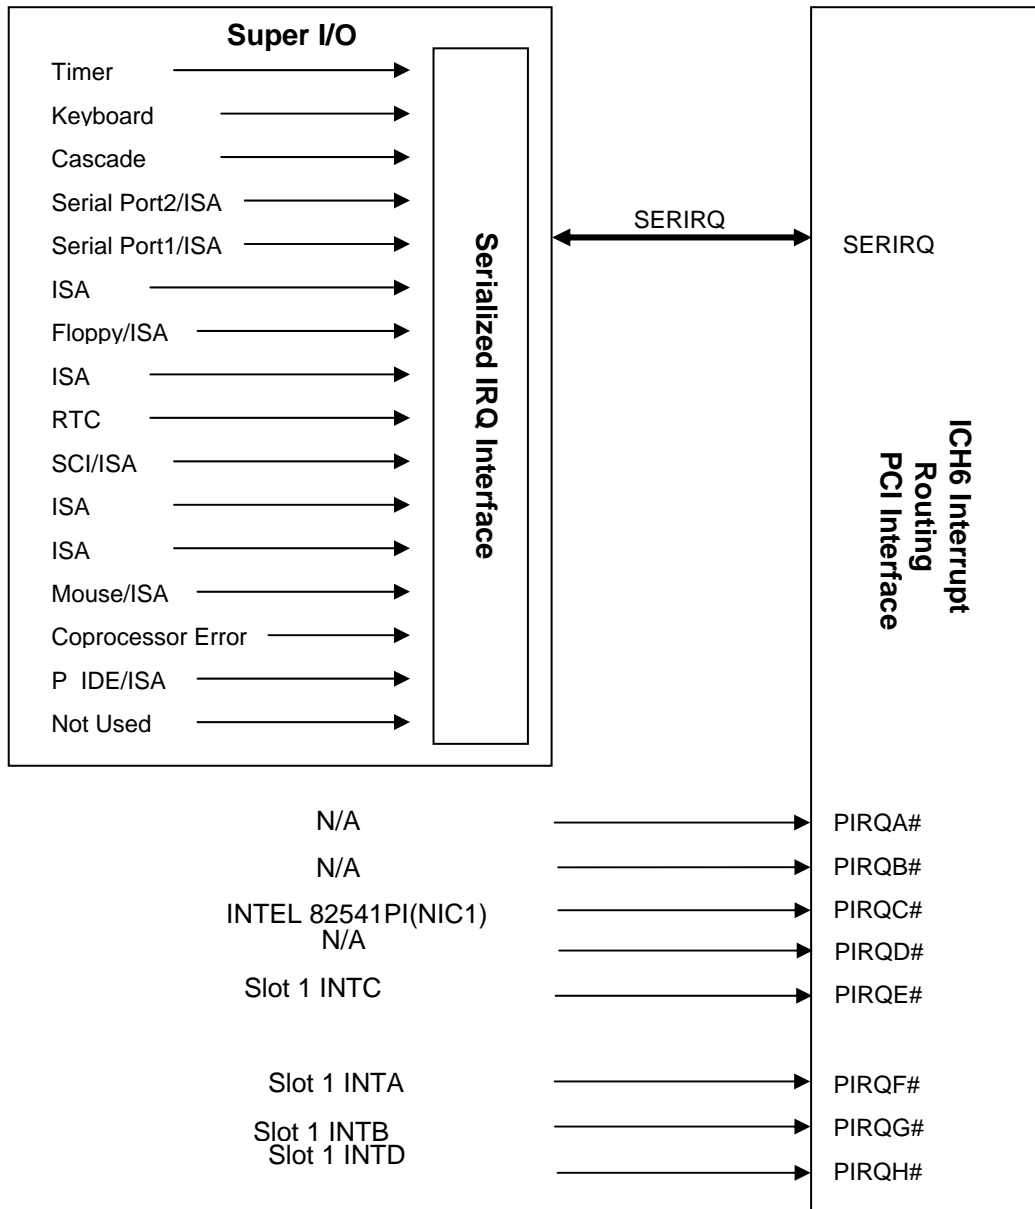 Super I/O
Timer
Keyboard
Cascade
Serial Port2/ISA
Serial Port1/ISA
ISA
Floppy/ISA
ISA
RTC
SCI/ISA
ISA
ISA
Mouse/ISA
Coprocessor Error
P IDE/ISA
Not Used
Serialized IRQ Interface
SERIRQ
SERIRQ
ICH6 Interrupt
Routing
PCI Interface
N/A
PIRQA#
N/A
PIRQB#
INTEL 82541PI(NIC1)
PIRQC#
N/A
PIRQD#
Slot 1 INTC
PIRQE#
Slot 1 INTA
PIRQF#
Slot 1 INTB
PIRQG#
Slot 1 INTD
PIRQH#